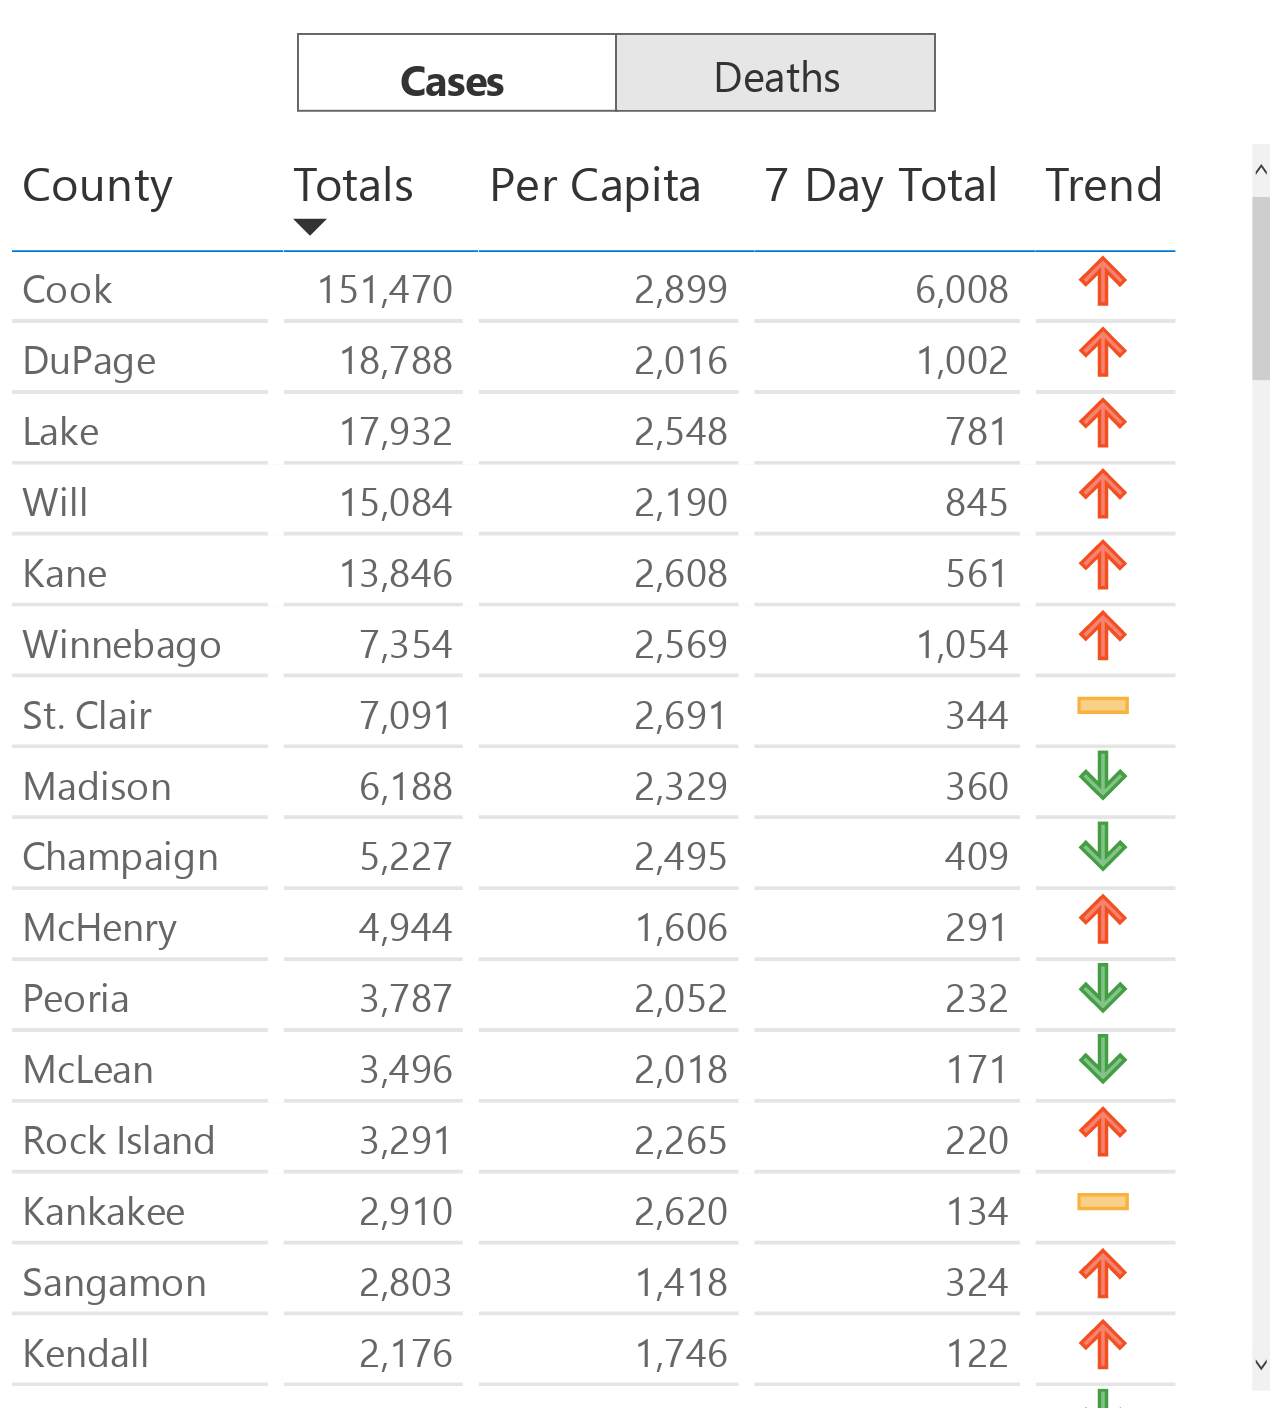 Cases Deaths
County Totals Per Capita 7 Day Total Trend
Cook 151,470 2,899 6,008
DuPage 18,788 2,016 1,002
Lake 17,932 2,548 781
Will 15,084 2,190 845
Kane 13,846 2,608 561
Winnebago 7,354 2,569 1,054
St. Clair 7,091 2,691 344
Madison 6,188 2,329 360
Champaign 5,227 2,495 409
McHenry 4,944 1,606 291
Peoria 3,787 2,052 232
McLean 3,496 2,018 171
Rock Island 3,291 2,265 220
Kankakee 2,910 2,620 134
Sangamon 2,803 1,418 324
Kendall 2,176 1,746 122